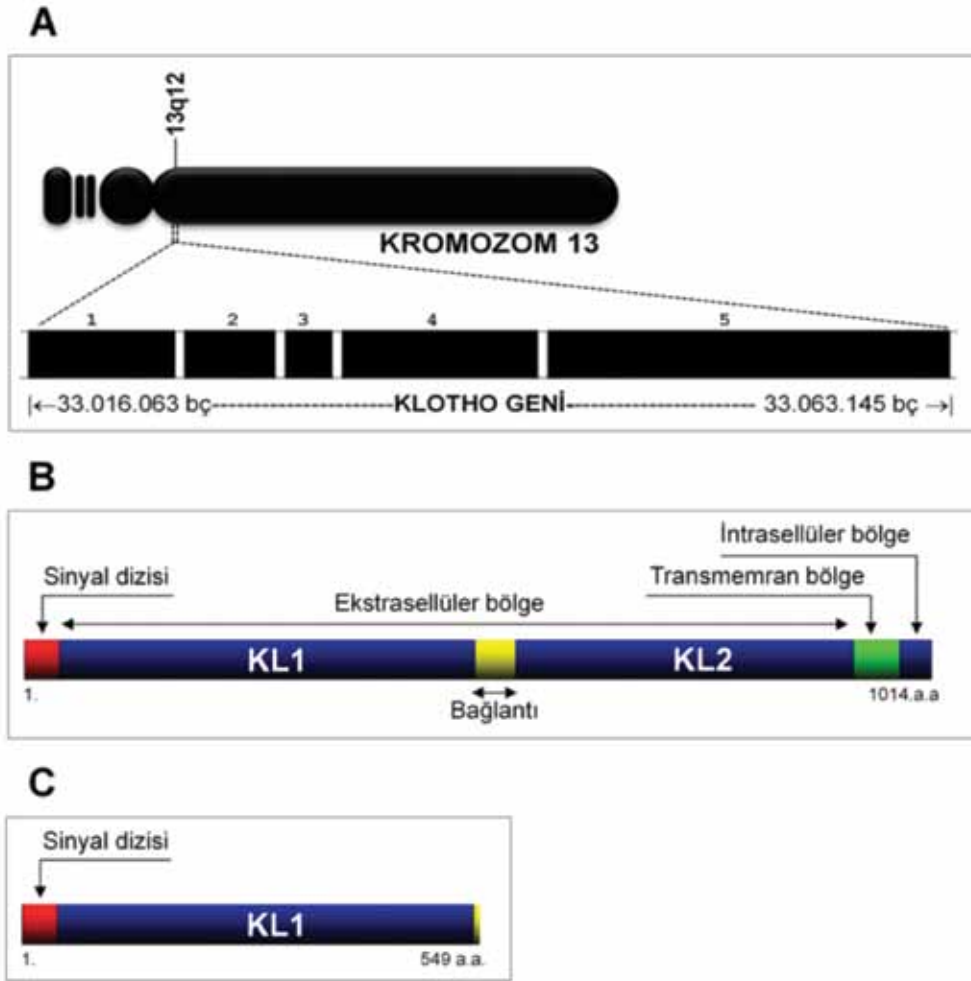 A
13q12
KROMOZOM 13
1 2 3 4 5
|←33.016.063 bç---------------KLOTHO GENİ--------------- 33.063.145 bç →|
B
İntrasellüler bölge
Sinyal dizisi
Transmemran bölge
Ekstrasellüler bölge
KL1 KL2
1. 1014.a.a
Bağlantı
C
Sinyal dizisi
KL1
1. 549 a.a.